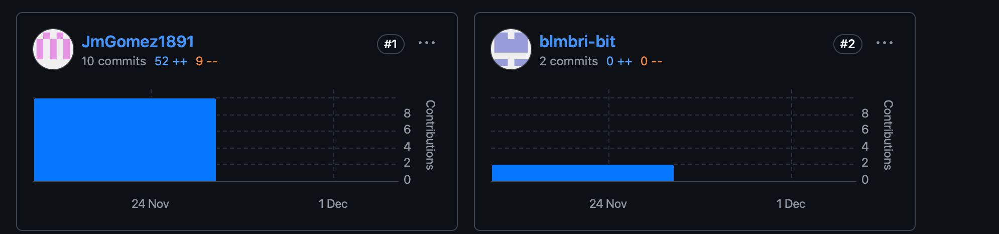 JmGomez1891
#1
10 commits 52 ++ 9 --
8
6
4
2
0
Contributions
24 Nov 1 Dec
blmbri-bit
#2
2 commits 0 ++ 0 --
8
6
4
2
0
Contributions
24 Nov 1 Dec